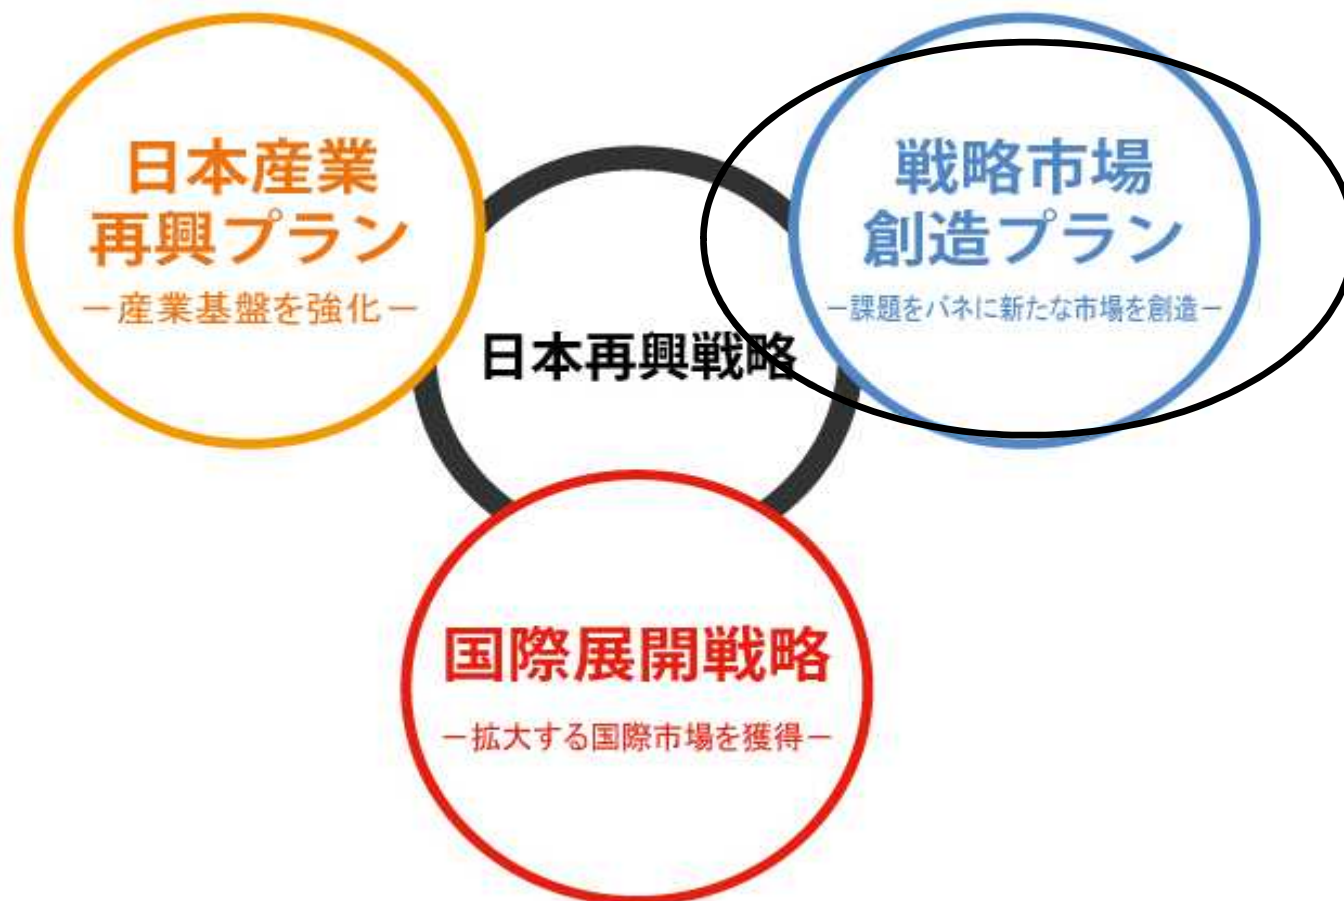 日本産業
再興プラン
－産業基盤を強化－
戦略市場
創造プラン
－課題をバネに新たな市場を創造－
日本再興戦略
国際展開戦略
－拡大する国際市場を獲得－